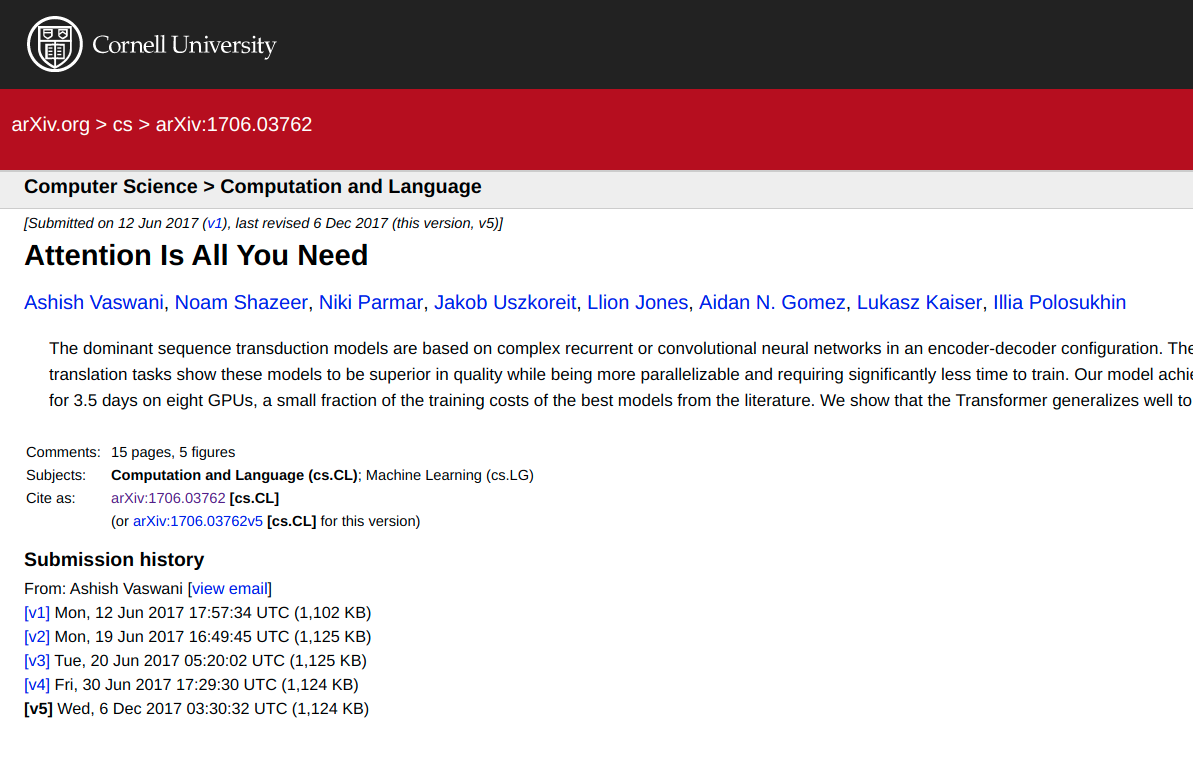 Cornell University
arXiv.org > cs > arXiv:1706.03762
Computer Science > Computation and Language
[Submitted on 12 Jun 2017 (v1), last revised 6 Dec 2017 (this version, v5)]
Attention Is All You Need
Ashish Vaswani, Noam Shazeer, Niki Parmar, Jakob Uszkoreit, Llion Jones, Aidan N. Gomez, Lukasz Kaiser, Illia Polosukhin
The dominant sequence transduction models are based on complex recurrent or convolutional neural networks in an encoder-decoder configuration. The
translation tasks show these models to be superior in quality while being more parallelizable and requiring significantly less time to train. Our model achie
for 3.5 days on eight GPUs, a small fraction of the training costs of the best models from the literature. We show that the Transformer generalizes well to
Comments: 15 pages, 5 figures
Subjects: Computation and Language (cs.CL); Machine Learning (cs.LG)
Cite as: arXiv:1706.03762 [cs.CL]
(or arXiv:1706.03762v5 [cs.CL] for this version)
Submission history
From: Ashish Vaswani [view email]
[v1] Mon, 12 Jun 2017 17:57:34 UTC (1,102 KB)
[v2] Mon, 19 Jun 2017 16:49:45 UTC (1,125 KB)
[v3] Tue, 20 Jun 2017 05:20:02 UTC (1,125 KB)
[v4] Fri, 30 Jun 2017 17:29:30 UTC (1,124 KB)
[v5] Wed, 6 Dec 2017 03:30:32 UTC (1,124 KB)